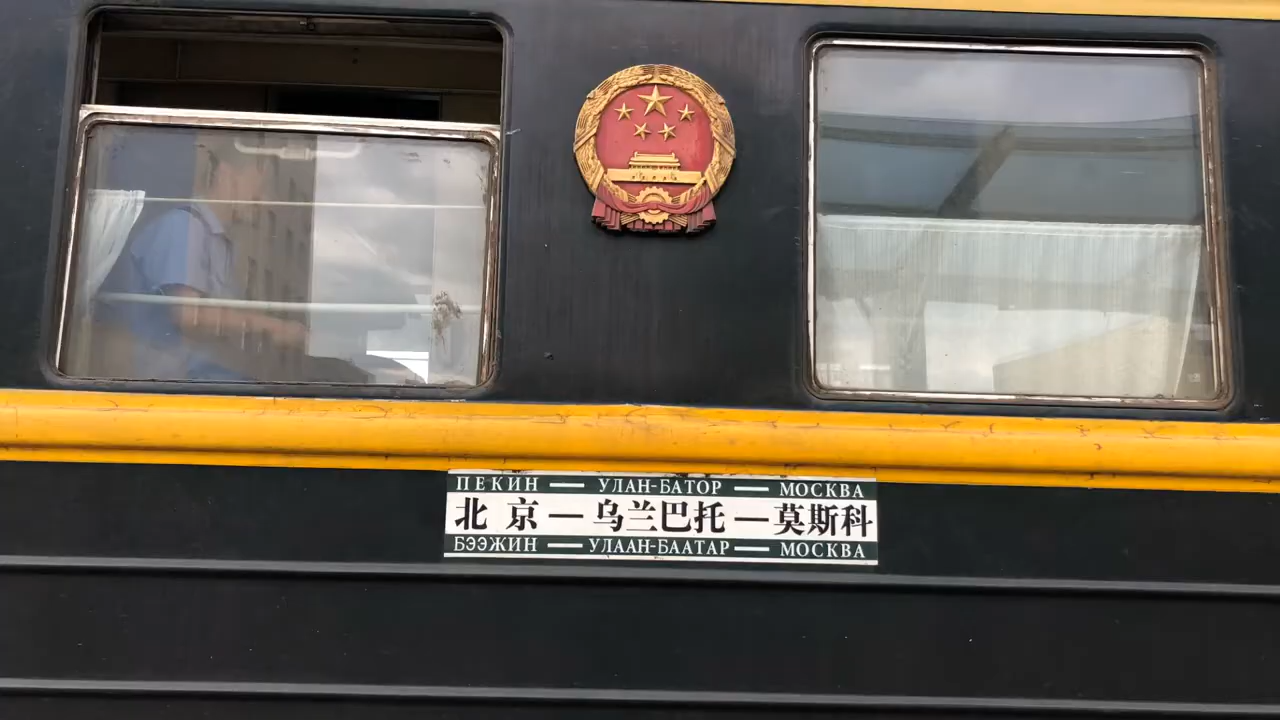 ПЕКИН — УЛАН-БАТОР — МОСКВА
北京—乌兰巴托—莫斯科
БЭЭЖИН — УЛААН-БААТАР — МОСКВА